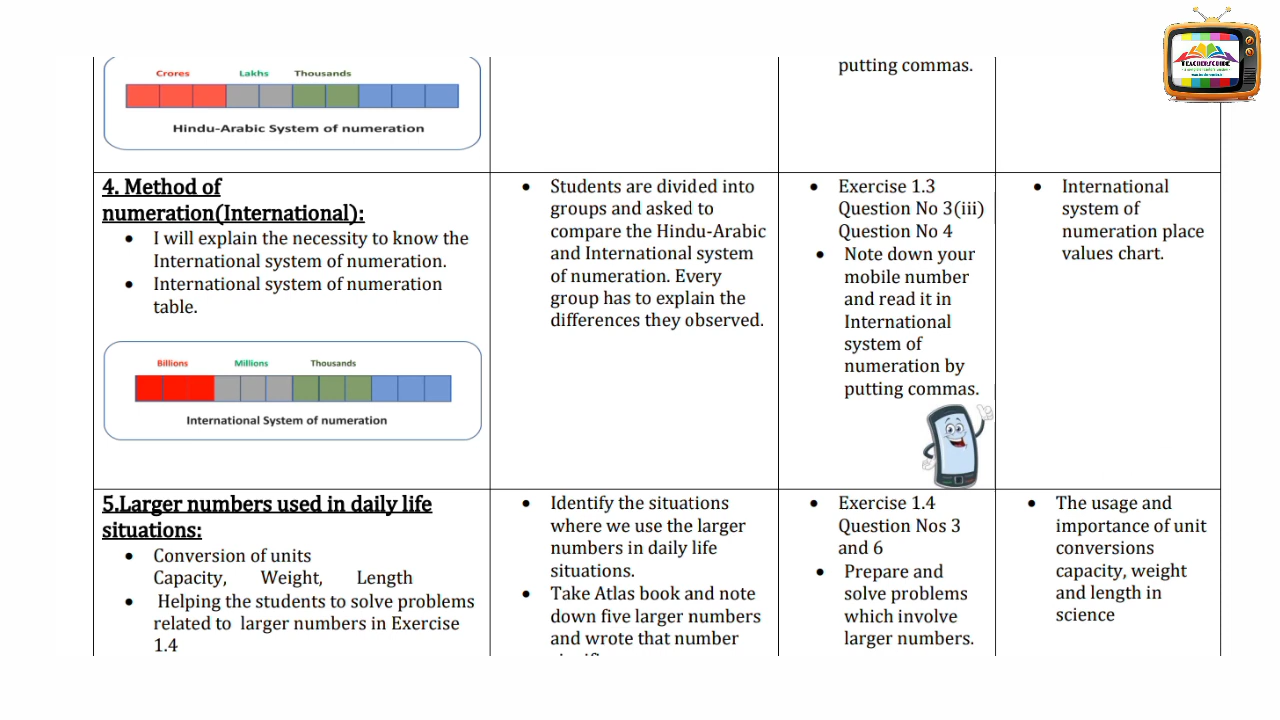 putting commas.
Crores Lakhs Thousands
Hindu-Arabic System of numeration
4. Method of
numeration(International):
• I will explain the necessity to know the
International system of numeration.
• International system of numeration
table.
Billions Millions Thousands
International System of numeration
• Students are divided into
groups and asked to
compare the Hindu-Arabic
and International system
of numeration. Every
group has to explain the
differences they observed.
• Exercise 1.3
Question No 3(iii)
Question No 4
• Note down your
mobile number
and read it in
International
system of
numeration by
putting commas.
• International
system of
numeration place
values chart.
5.Larger numbers used in daily life
situations:
• Conversion of units
Capacity, Weight, Length
• Helping the students to solve problems
related to larger numbers in Exercise
1.4
• Identify the situations
where we use the larger
numbers in daily life
situations.
• Take Atlas book and note
down five larger numbers
and wrote that number
• Exercise 1.4
Question Nos 3
and 6
• Prepare and
solve problems
which involve
larger numbers.
• The usage and
importance of unit
conversions
capacity, weight
and length in
science